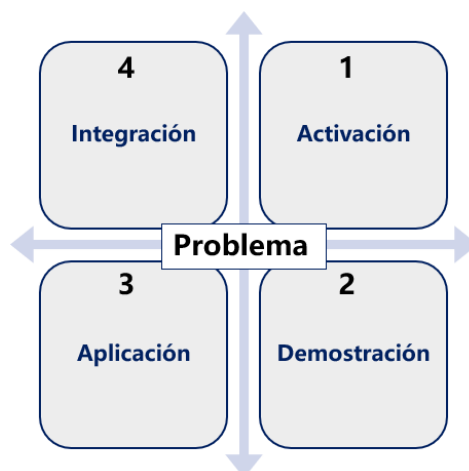 4
Integración
1
Activación
Problema
3
Aplicación
2
Demostración